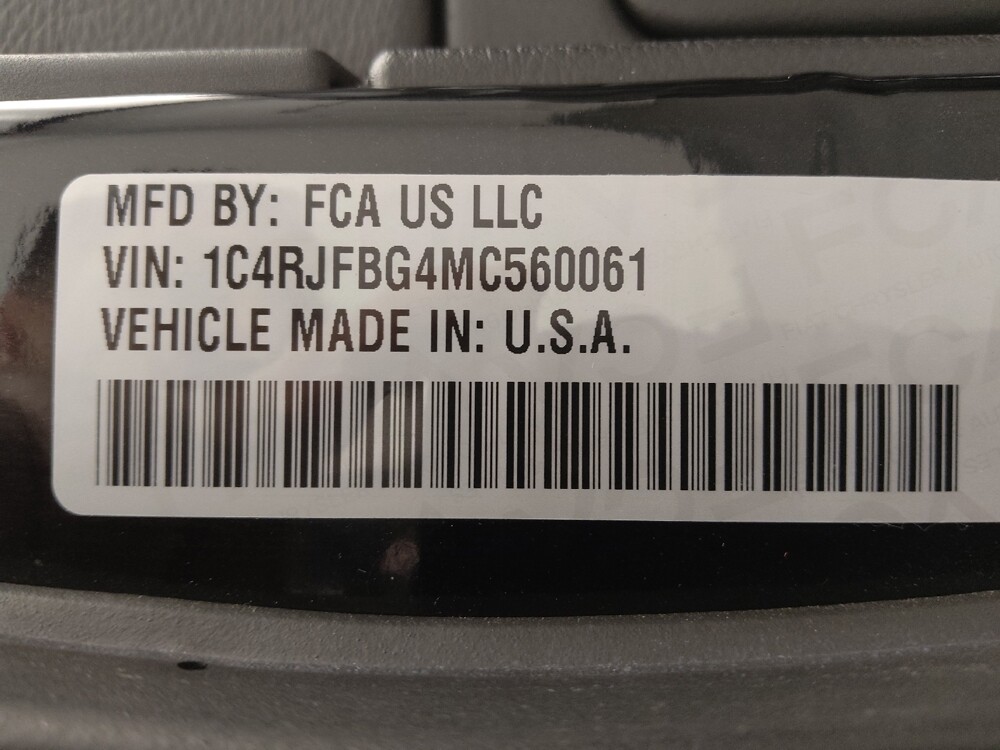 MFD BY: FCA US LLC
VIN: 1C4RJFBG4MC560061
VEHICLE MADE IN: U.S.A.